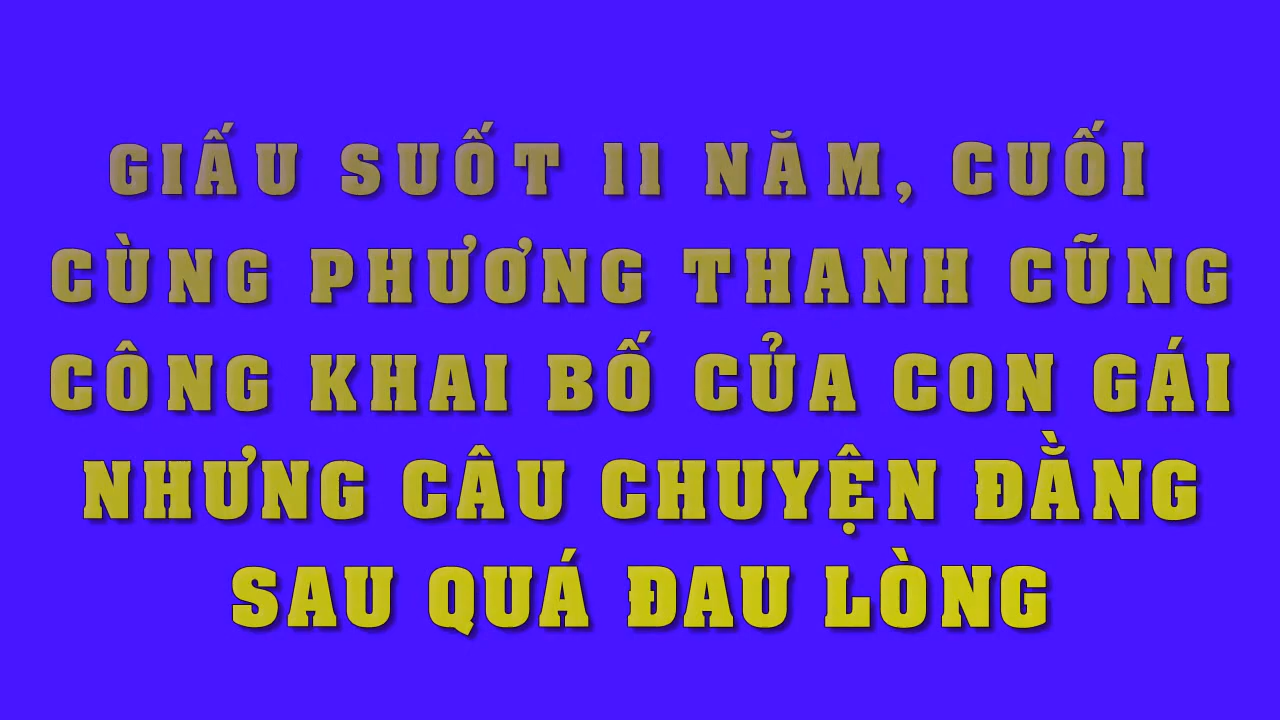 GIẤU SUỐT 11 NĂM, CUỐI
CÙNG PHƯƠNG THANH CŨNG
CÔNG KHAI BỐ CỦA CON GÁI
NHƯNG CÂU CHUYỆN ĐẰNG
SAU QUÁ ĐAU LÒNG